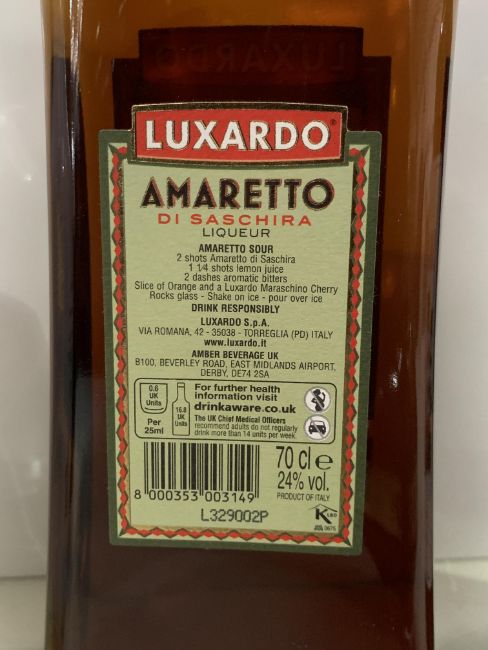 LUXARDO
LUXARDO®
AMARETTO
DI SASCHIRA
LIQUEUR
AMARETTO SOUR
2 shots Amaretto di Saschira
1 1/4 shots lemon juice
2 dashes aromatic bitters
Slice of Orange and a Luxardo Maraschino Cherry
Rocks glass - Shake on ice - pour over ice
DRINK RESPONSIBLY
LUXARDO S.p.A.
VIA ROMANA, 42 - 35038 - TORREGLIA (PD) ITALY
www.luxardo.it
AMBER BEVERAGE UK
B100, BEVERLEY ROAD, EAST MIDLANDS AIRPORT,
DERBY, DE74 2SA
0.6
UK
Units
Per
25ml
16.8
UK
Units
For further health
information visit
drinkaware.co.uk
The UK Chief Medical Officers
recommend adults do not regularly
drink more than 14 units per week.
8 000353 003149
70 cl e
24% vol.
PRODUCT OF ITALY
K
L329002P